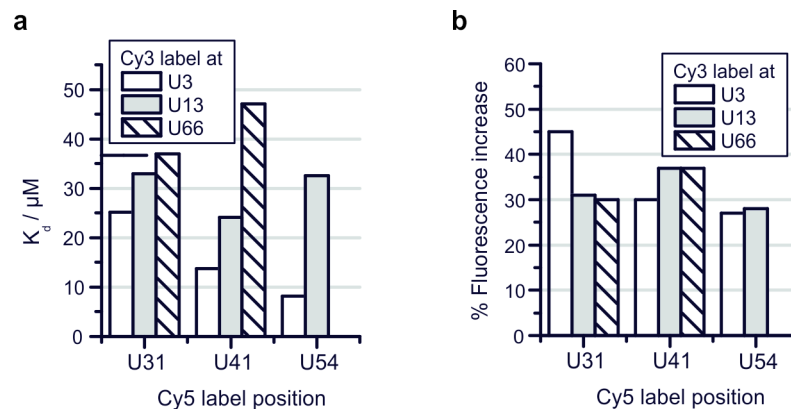 a
Cy3 label at
U3
U13
U66
K_d / µM
50
40
30
20
10
0
U31 U41 U54
Cy5 label position
b
Cy3 label at
U3
U13
U66
% Fluorescence increase
60
50
40
30
20
10
0
U31 U41 U54
Cy5 label position